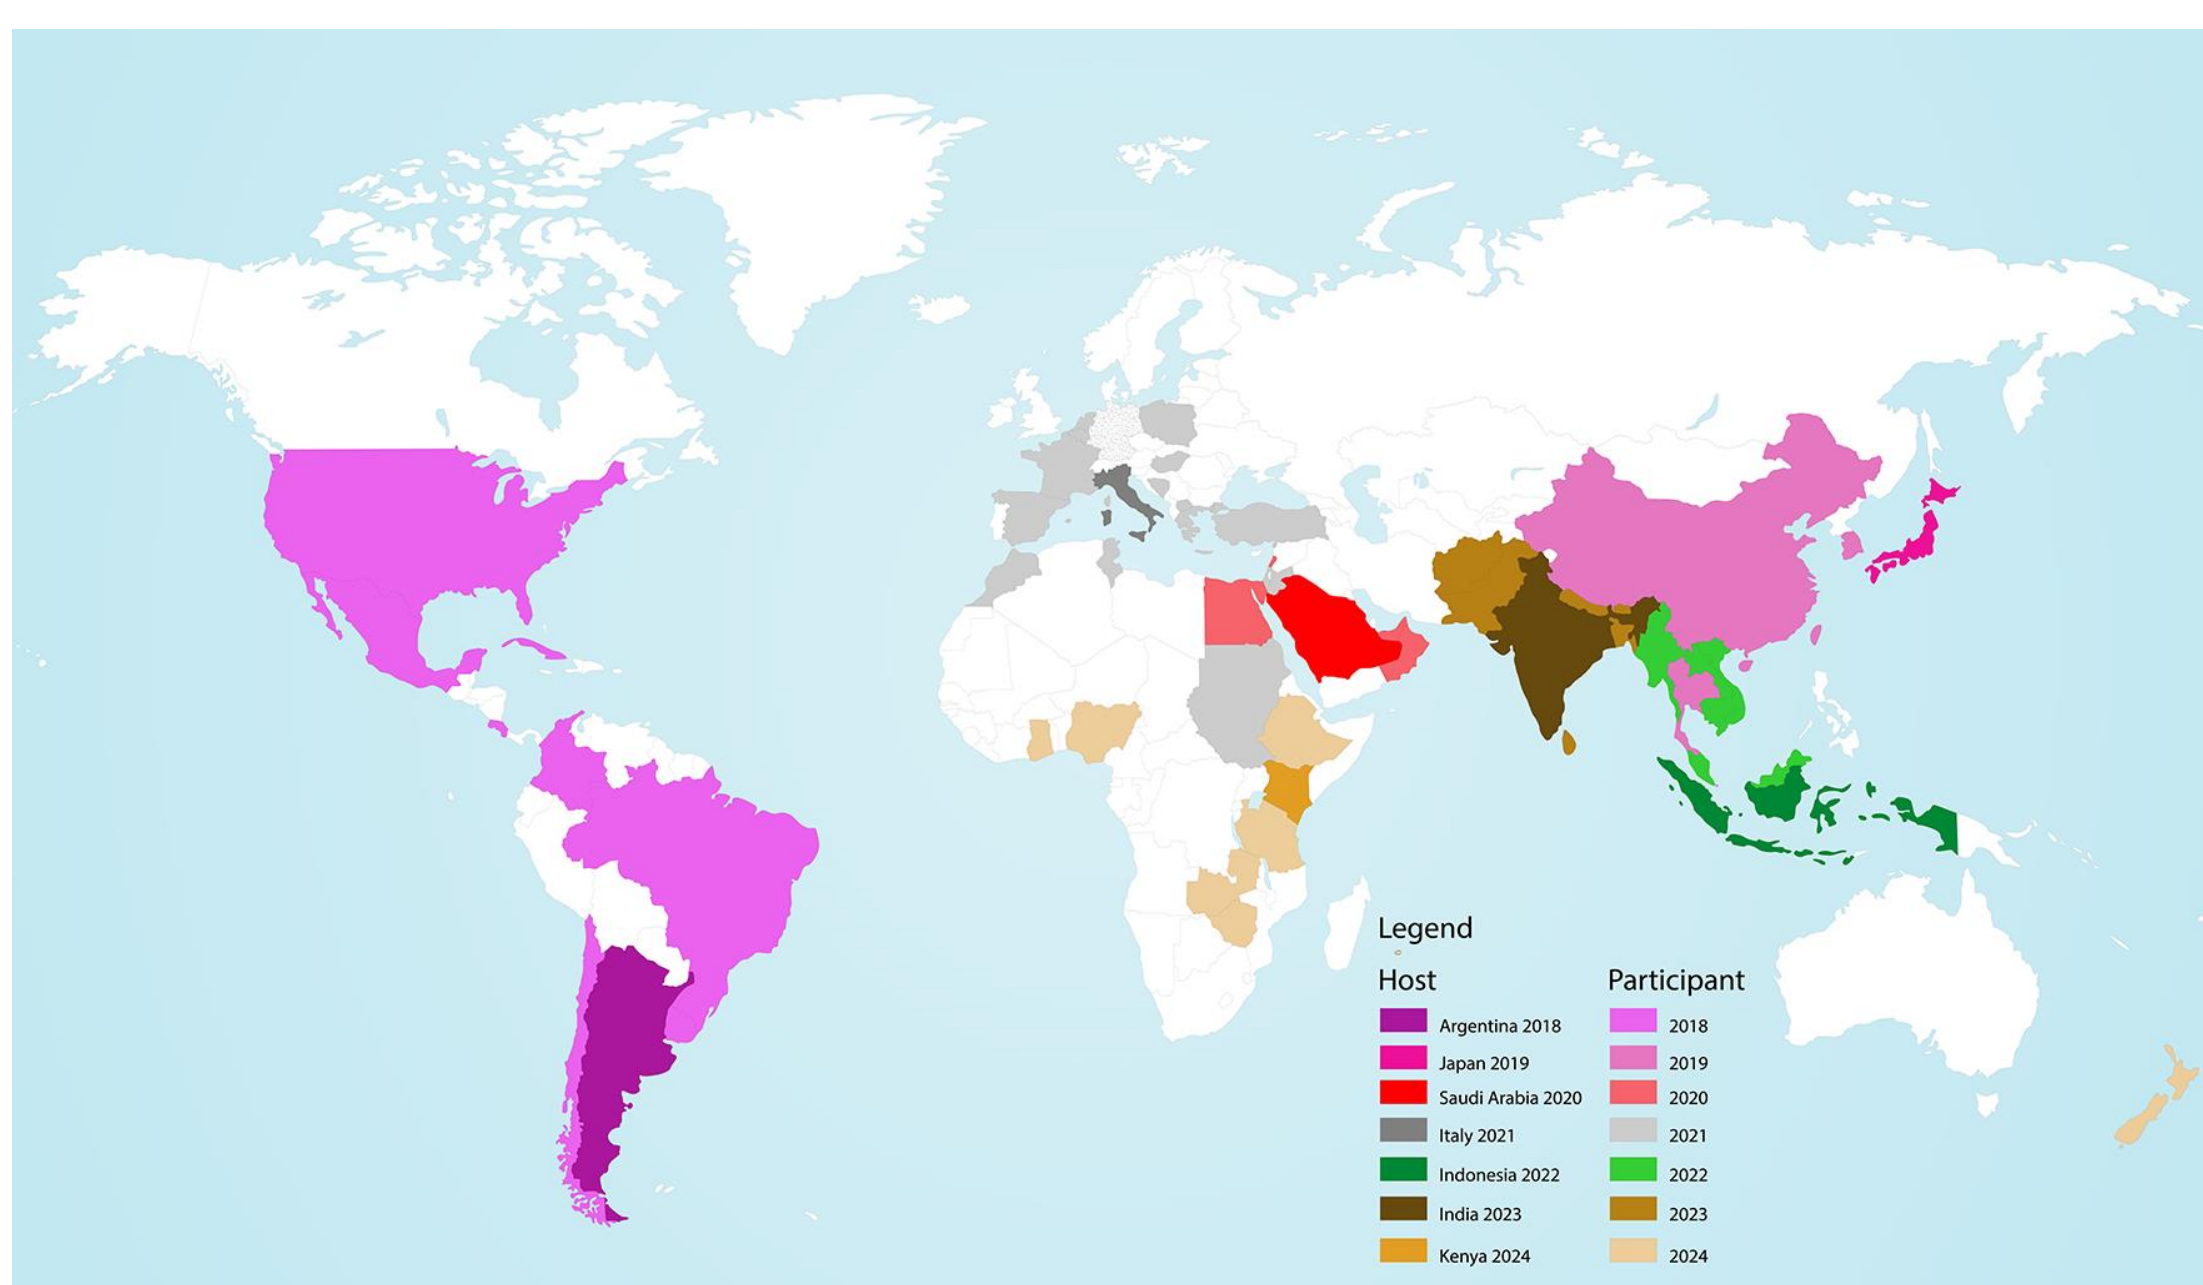 Legend
Host Participant
Argentina 2018 2018
Japan 2019 2019
Saudi Arabia 2020 2020
Italy 2021 2021
Indonesia 2022 2022
India 2023 2023
Kenya 2024 2024